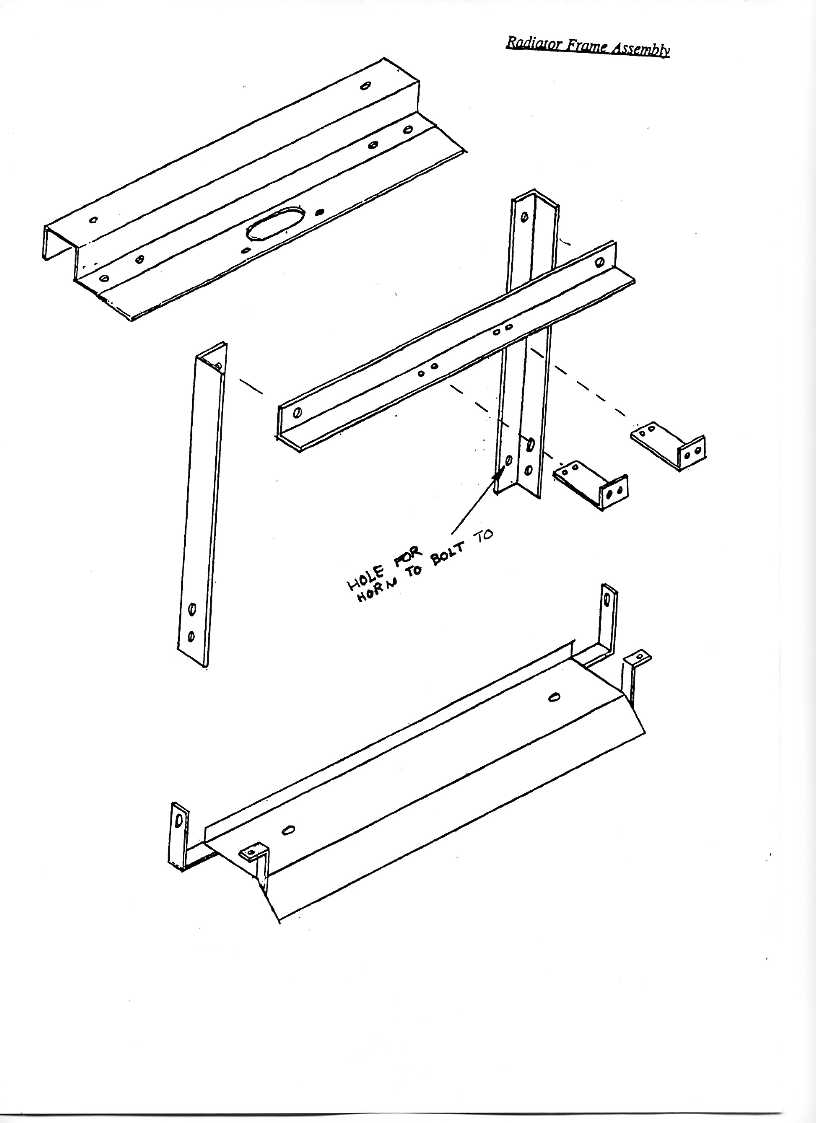 Radiator Frame Assembly
HOLE FOR
HORN TO BOLT TO